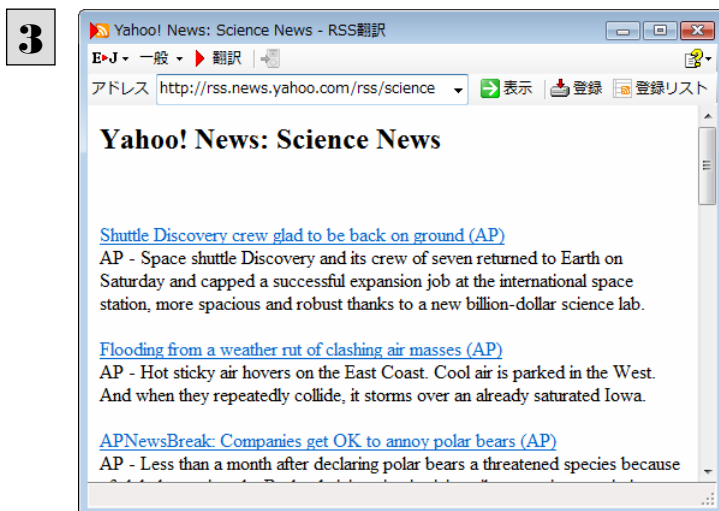 3
Yahoo! News: Science News - RSS翻訳
E▸J 一般 翻訳
アドレス http://rss.news.yahoo.com/rss/science 表示 登録 登録リスト
Yahoo! News: Science News
Shuttle Discovery crew glad to be back on ground (AP)
AP - Space shuttle Discovery and its crew of seven returned to Earth on
Saturday and capped a successful expansion job at the international space
station, more spacious and robust thanks to a new billion-dollar science lab.
Flooding from a weather rut of clashing air masses (AP)
AP - Hot sticky air hovers on the East Coast. Cool air is parked in the West.
And when they repeatedly collide, it storms over an already saturated Iowa.
APNewsBreak: Companies get OK to annoy polar bears (AP)
AP - Less than a month after declaring polar bears a threatened species because